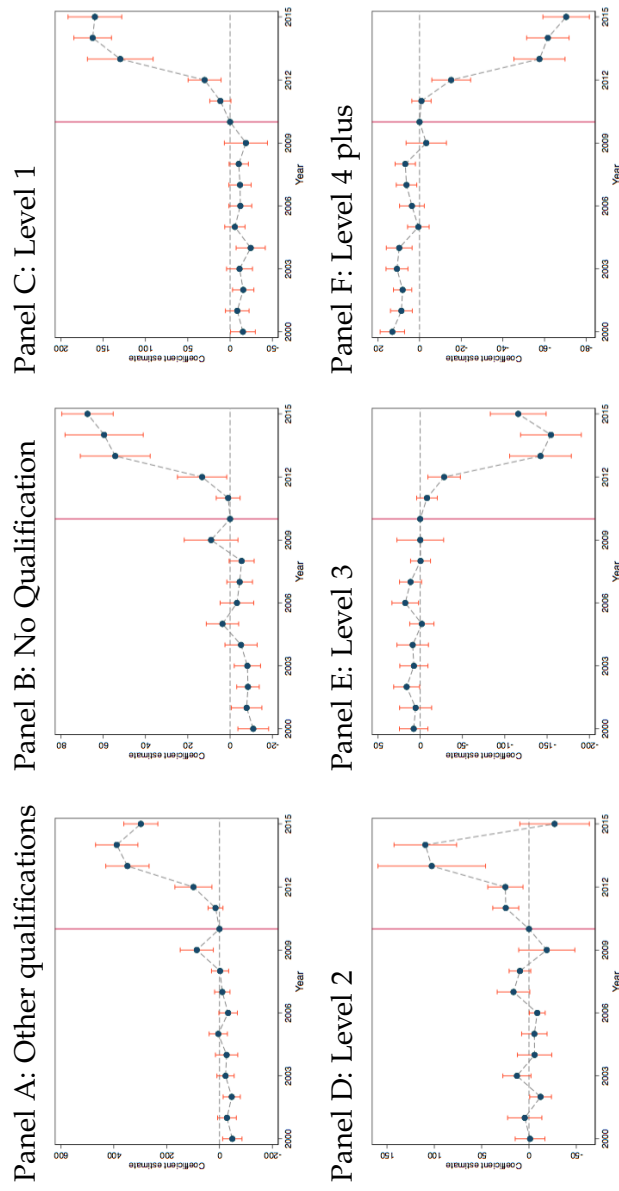 Panel A: Other qualifications
Coefficient estimate
600
400
200
0
-200
2000 2003 2006 2009 2012 2015
Year
Panel B: No Qualification
Coefficient estimate
80
60
40
20
0
-20
2000 2003 2006 2009 2012 2015
Year
Panel C: Level 1
Coefficient estimate
200
150
100
50
0
-50
2000 2003 2006 2009 2012 2015
Year
Panel D: Level 2
Coefficient estimate
100
50
0
-50
2000 2003 2006 2009 2012 2015
Year
Panel E: Level 3
Coefficient estimate
50
0
-50
-100
-150
-200
2000 2003 2006 2009 2012 2015
Year
Panel F: Level 4 plus
Coefficient estimate
20
0
-20
-40
-60
-80
2000 2003 2006 2009 2012 2015
Year